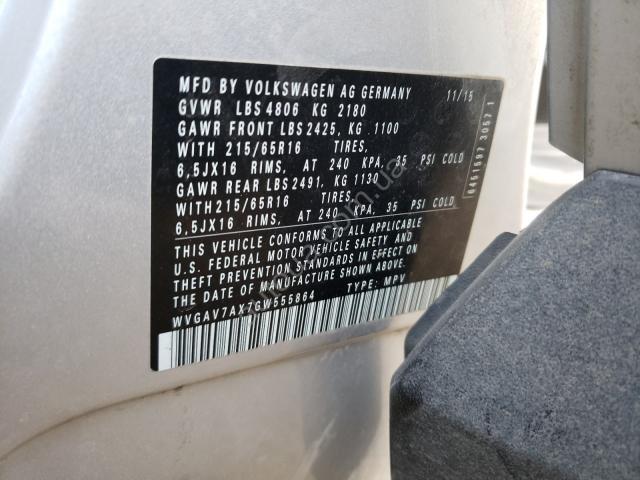 MFD BY VOLKSWAGEN AG GERMANY 11/15
GVWR LBS 4806 KG 2180
GAWR FRONT LBS 2425, KG 1100
WITH 215/65R16 TIRES,
6,5JX16 RIMS, AT 240 KPA, 35 PSI COLD
GAWR REAR LBS 2491, KG 1130
WITH 215/65R16 TIRES,
6,5JX16 RIMS, AT 240 KPA, 35 PSI COLD
THIS VEHICLE CONFORMS TO ALL APPLICABLE
U.S. FEDERAL MOTOR VEHICLE SAFETY AND
THEFT PREVENTION STANDARDS IN EFFECT ON
THE DATE OF MANUFACTURE SHOWN ABOVE.
WVGAV7AX7GW555864 TYPE: MPV
6451597 3057 1